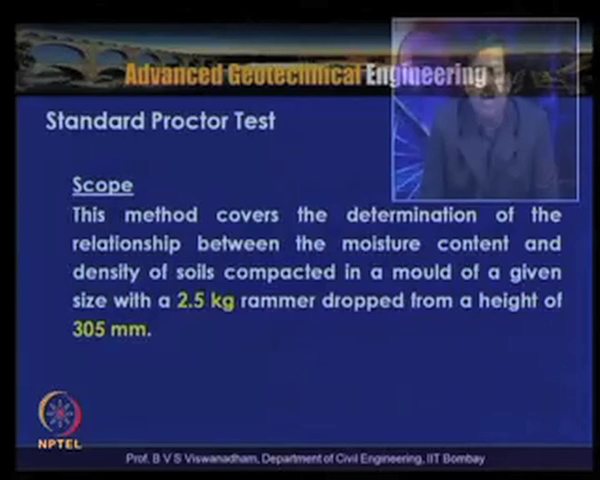 Advanced Geotechnical Engineering
Standard Proctor Test
Scope
This method covers the determination of the
relationship between the moisture content and
density of soils compacted in a mould of a given
size with a 2.5 kg rammer dropped from a height of
305 mm.
NPTEL
Prof. B V S Viswanadham, Department of Civil Engineering, IIT Bombay